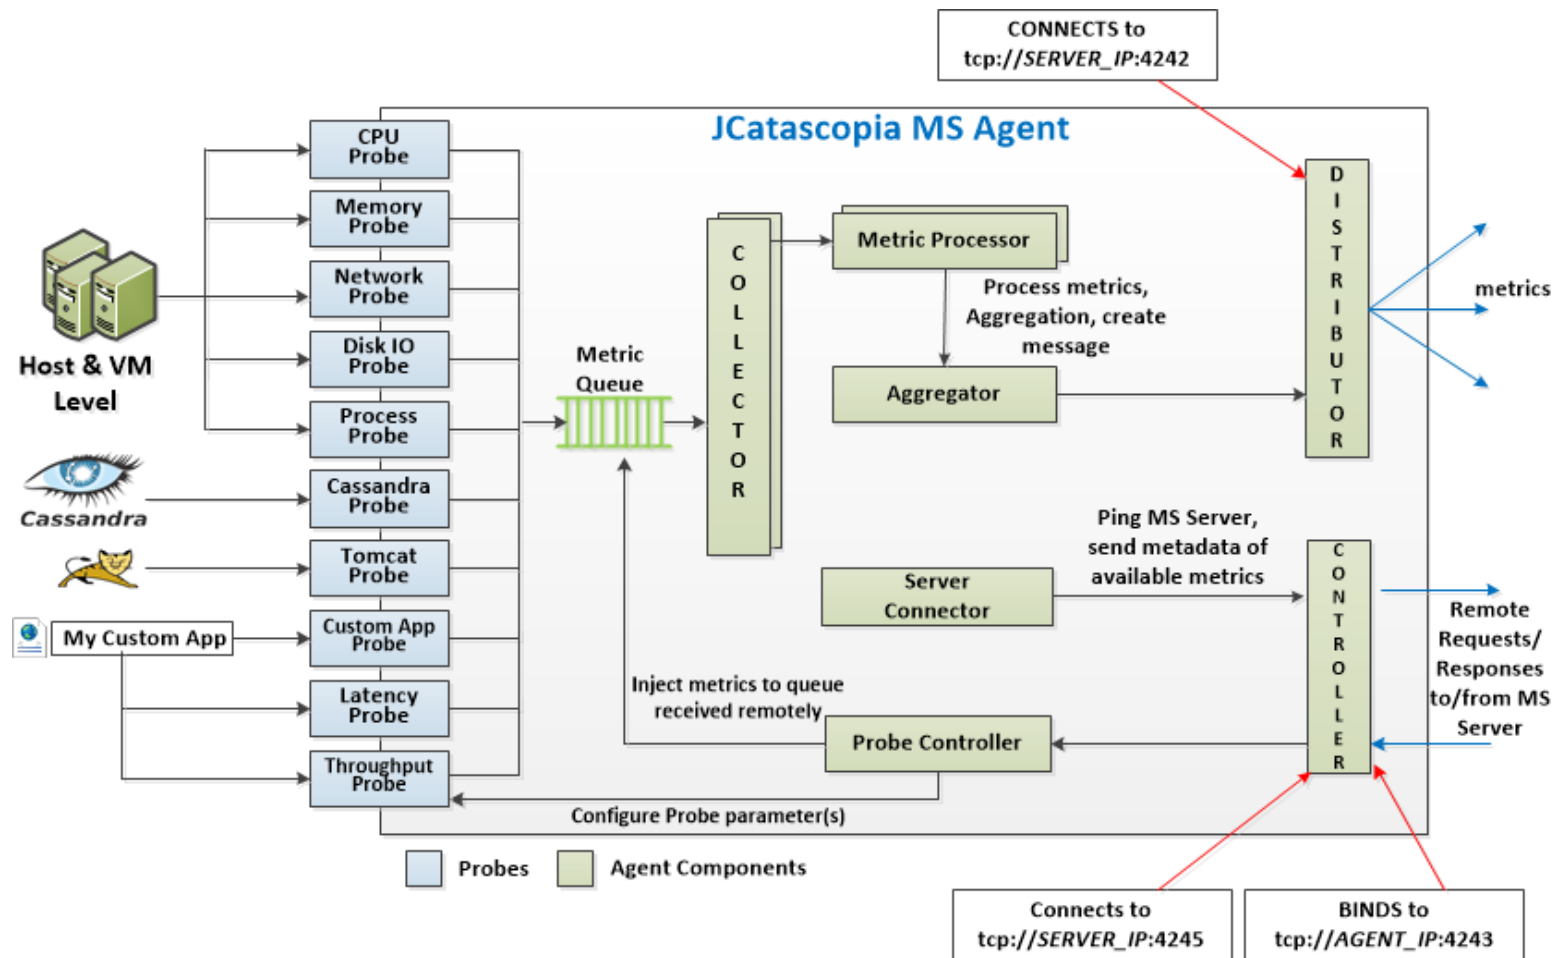 CONNECTS to
tcp://SERVER_IP:4242
JCatascopia MS Agent
CPU
Probe
Memory
Probe
Network
Probe
Disk IO
Probe
Process
Probe
Cassandra
Probe
Tomcat
Probe
Custom App
Probe
Latency
Probe
Throughput
Probe
Host & VM
Level
Cassandra
My Custom App
Metric
Queue
COLLECTOR
Metric Processor
Process metrics,
Aggregation, create
message
Aggregator
DISTRIBUTOR
metrics
Ping MS Server,
send metadata of
available metrics
Server
Connector
CONTROLLER
Remote
Requests/
Responses
to/from MS
Server
Inject metrics to queue
received remotely
Probe Controller
Configure Probe parameter(s)
Probes
Agent Components
Connects to
tcp://SERVER_IP:4245
BINDS to
tcp://AGENT_IP:4243